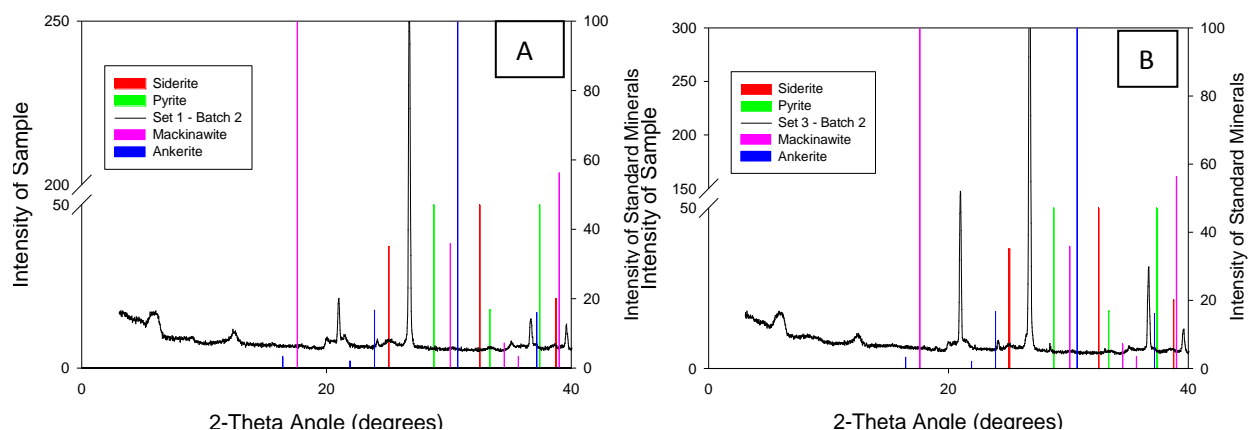 250
200
50
0
Intensity of Sample
A
Siderite
Pyrite
Set 1 - Batch 2
Mackinawite
Ankerite
100
80
60
40
20
0
Intensity of Standard Minerals
0
20
40
2-Theta Angle (degrees)
300
250
200
150
50
0
Intensity of Sample
B
Siderite
Pyrite
Set 3 - Batch 2
Mackinawite
Ankerite
100
80
60
40
20
0
Intensity of Standard Minerals
0
20
40
2-Theta Angle (degrees)